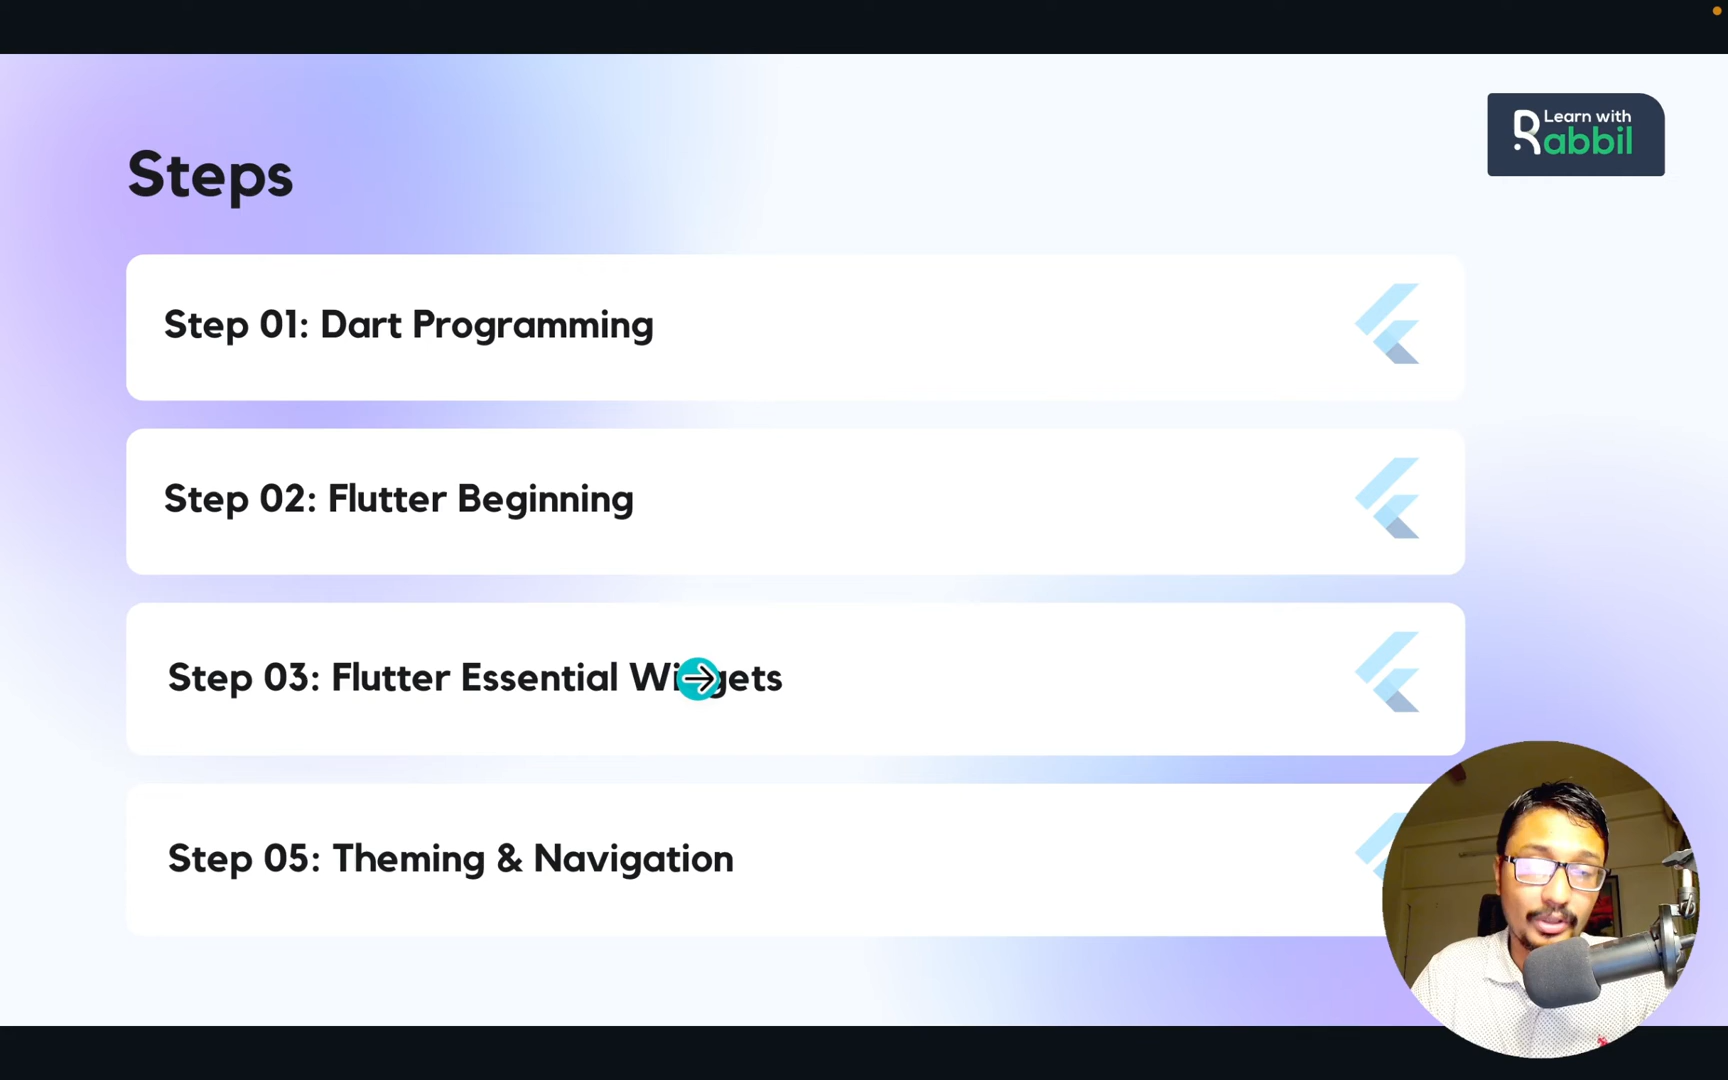 Learn with
Rabbil
Steps
Step 01: Dart Programming
Step 02: Flutter Beginning
Step 03: Flutter Essential Widgets
Step 05: Theming & Navigation